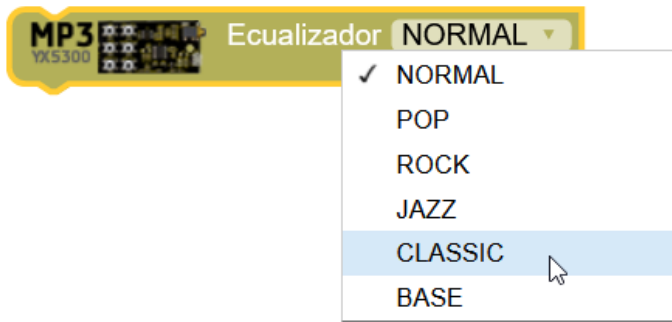 MP3 Ecualizador NORMAL
YX5300
✓ NORMAL
POP
ROCK
JAZZ
CLASSIC
BASE